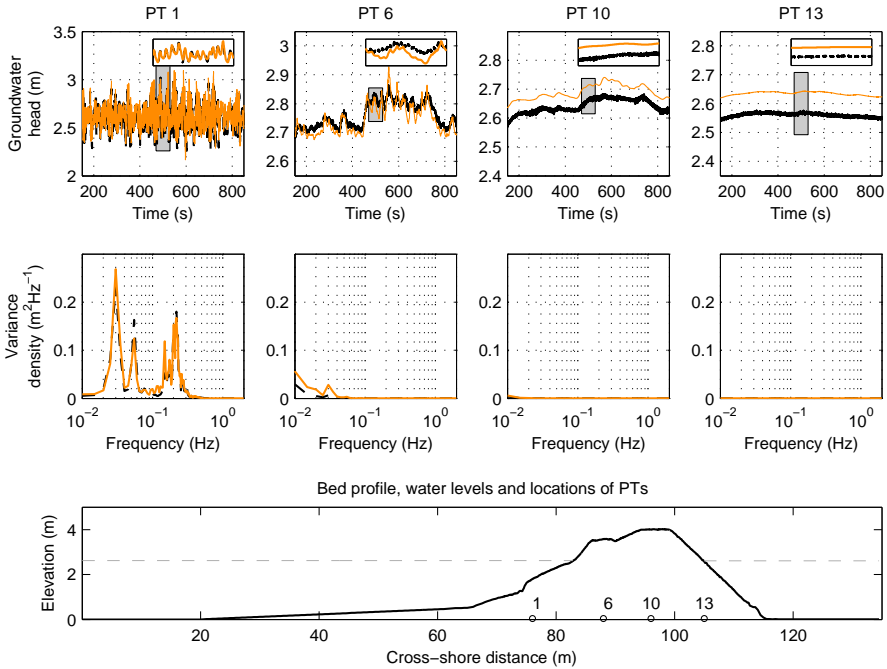 PT 1 PT 6 PT 10 PT 13
Groundwater head (m)
3.5 3 2.5 2
3 2.9 2.8 2.7 2.6
2.8 2.7 2.6 2.5 2.4
2.8 2.7 2.6 2.5 2.4
200 400 600 800 200 400 600 800 200 400 600 800 200 400 600 800
Time (s) Time (s) Time (s) Time (s)
Variance density (m²Hz⁻¹)
0.2 0.1 0
0.2 0.1 0
0.2 0.1 0
0.2 0.1 0
10⁻² 10⁻¹ 10⁰ 10⁻² 10⁻¹ 10⁰ 10⁻² 10⁻¹ 10⁰ 10⁻² 10⁻¹ 10⁰
Frequency (Hz) Frequency (Hz) Frequency (Hz) Frequency (Hz)
Bed profile, water levels and locations of PTs
Elevation (m)
4
2
0
1 6 10 13
20 40 60 80 100 120
Cross−shore distance (m)